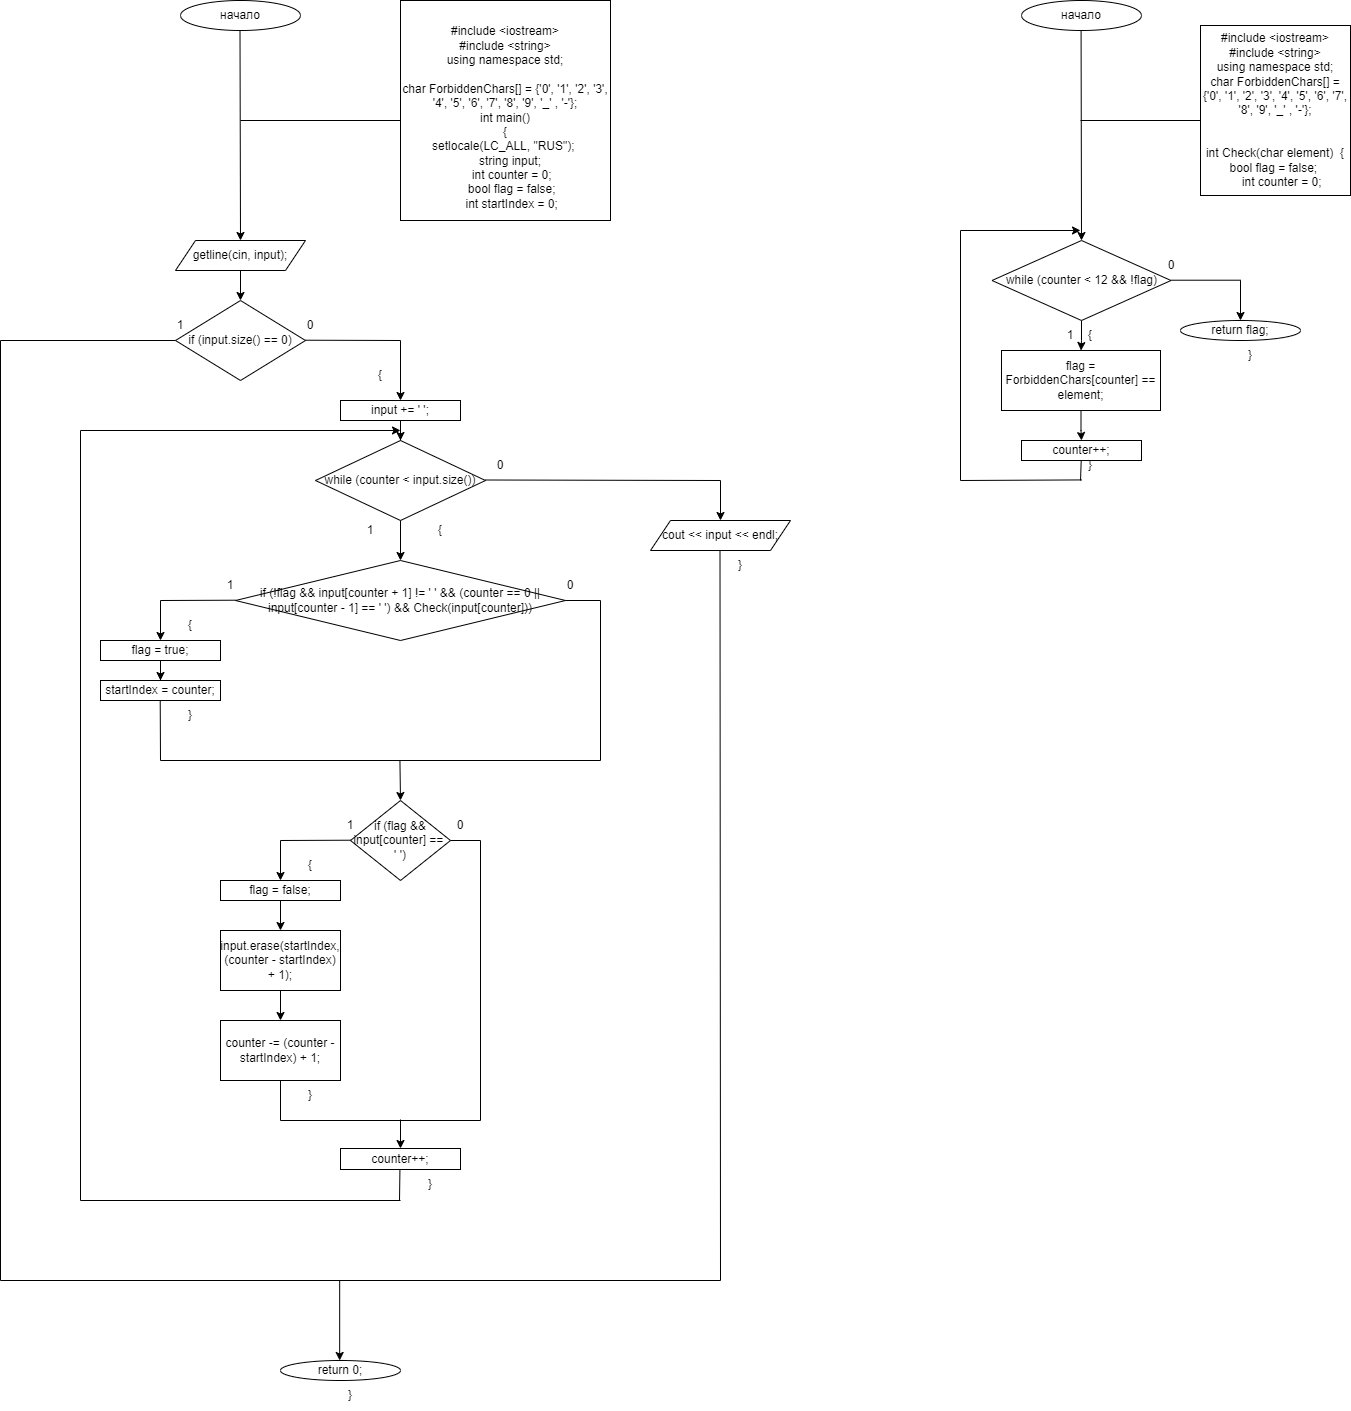 начало
#include <iostream>
#include <string>
using namespace std;
char ForbiddenChars[] = {'0', '1', '2', '3',
'4', '5', '6', '7', '8', '9', '_' , '-'};
int main()
{
setlocale(LC_ALL, "RUS");
string input;
int counter = 0;
bool flag = false;
int startIndex = 0;
getline(cin, input);
1
0
if (input.size() == 0)
{
input += ' ';
while (counter < input.size())
0
1
{
cout << input << endl;
}
1
0
if (!flag && input[counter + 1] != ' ' && (counter == 0 ||
input[counter - 1] == ' ') && Check(input[counter]))
{
flag = true;
startIndex = counter;
}
1
0
if (flag &&
input[counter] ==
' ')
{
flag = false;
input.erase(startIndex,
(counter - startIndex)
+ 1);
counter -= (counter -
startIndex) + 1;
}
counter++;
}
return 0;
}
начало
#include <iostream>
#include <string>
using namespace std;
char ForbiddenChars[] =
{'0', '1', '2', '3', '4', '5', '6', '7',
'8', '9', '_' , '-'};
int Check(char element) {
bool flag = false;
int counter = 0;
while (counter < 12 && !flag)
0
return flag;
}
1
{
flag =
ForbiddenChars[counter] ==
element;
counter++;
}